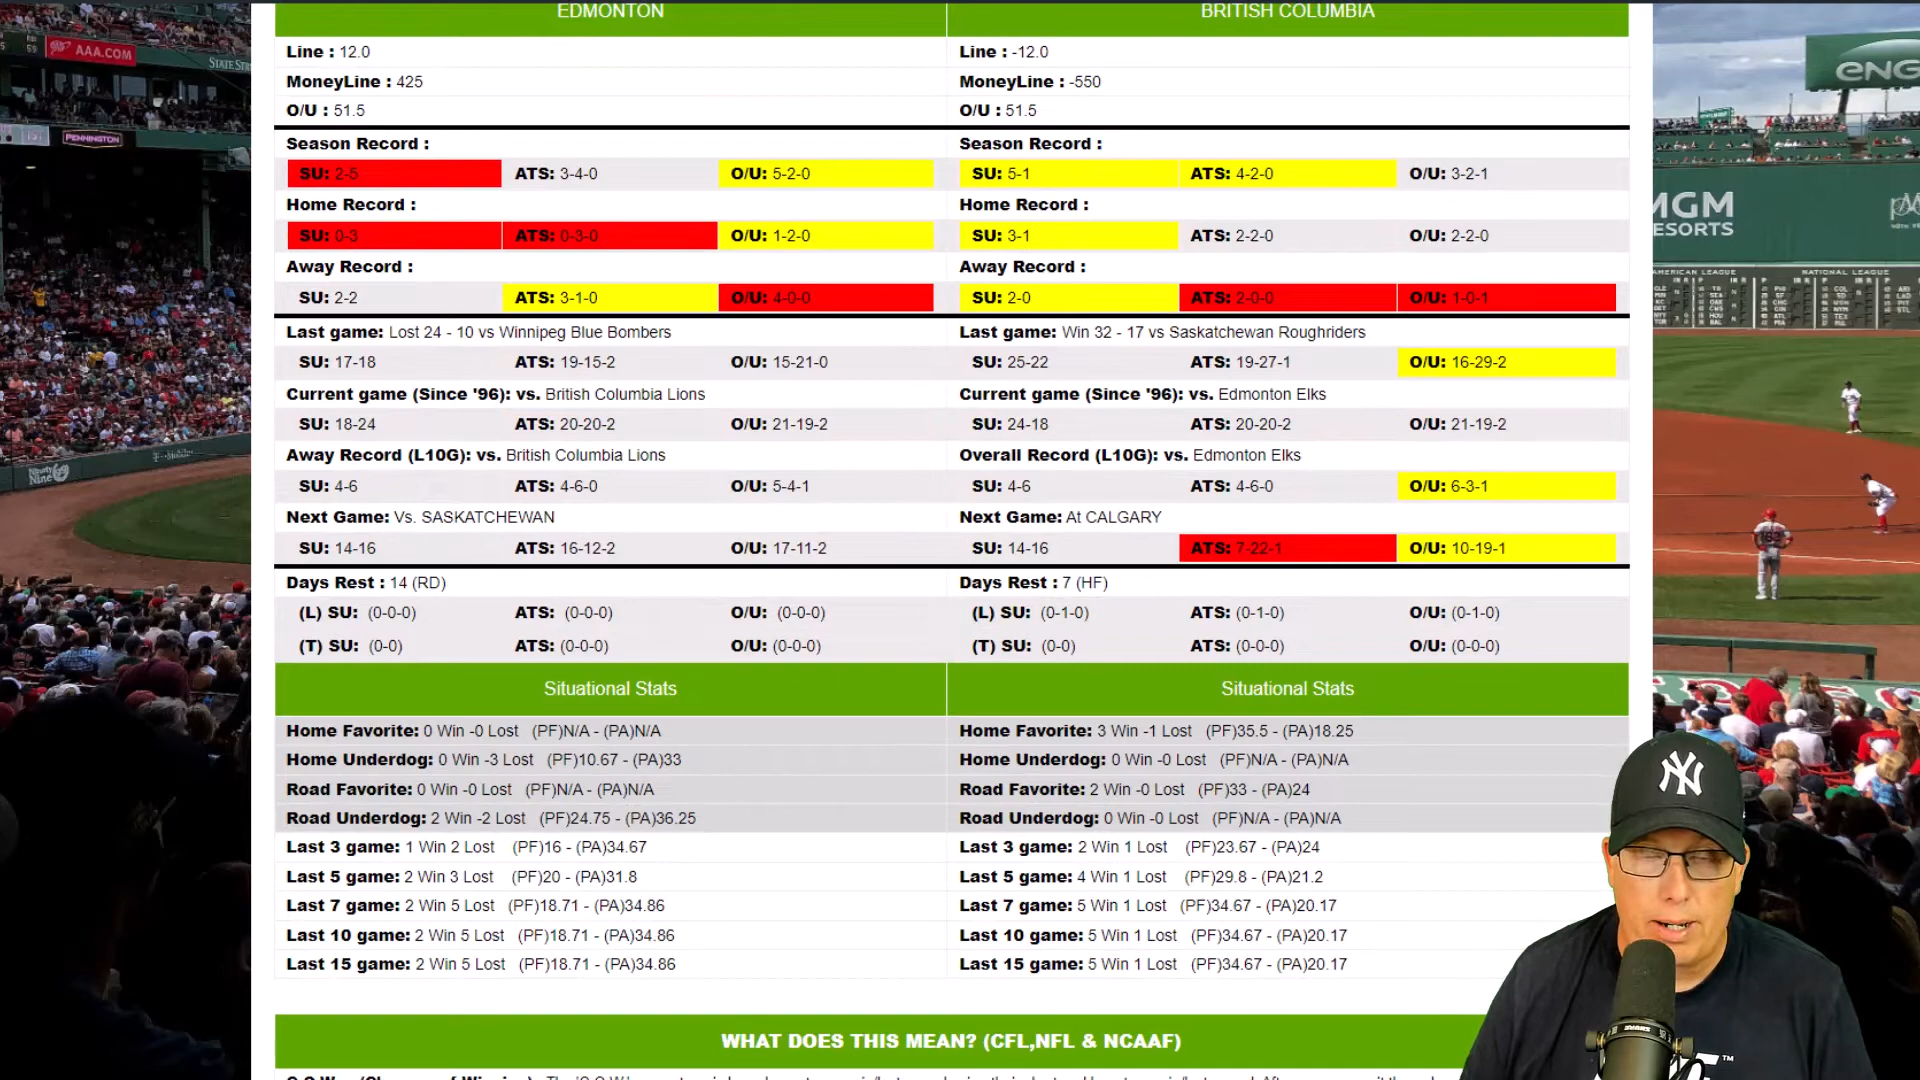 EDMONTON BRITISH COLUMBIA
Line : 12.0 Line : -12.0
MoneyLine : 425 MoneyLine : -550
O/U : 51.5 O/U : 51.5
Season Record : Season Record :
SU: 2-5 ATS: 3-4-0 O/U: 5-2-0 SU: 5-1 ATS: 4-2-0 O/U: 3-2-1
Home Record : Home Record :
SU: 0-3 ATS: 0-3-0 O/U: 1-2-0 SU: 3-1 ATS: 2-2-0 O/U: 2-2-0
Away Record : Away Record :
SU: 2-2 ATS: 3-1-0 O/U: 4-0-0 SU: 2-0 ATS: 2-0-0 O/U: 1-0-1
Last game: Lost 24 - 10 vs Winnipeg Blue Bombers Last game: Win 32 - 17 vs Saskatchewan Roughriders
SU: 17-18 ATS: 19-15-2 O/U: 15-21-0 SU: 25-22 ATS: 19-27-1 O/U: 16-29-2
Current game (Since '96): vs. British Columbia Lions Current game (Since '96): vs. Edmonton Elks
SU: 18-24 ATS: 20-20-2 O/U: 21-19-2 SU: 24-18 ATS: 20-20-2 O/U: 21-19-2
Away Record (L10G): vs. British Columbia Lions Overall Record (L10G): vs. Edmonton Elks
SU: 4-6 ATS: 4-6-0 O/U: 5-4-1 SU: 4-6 ATS: 4-6-0 O/U: 6-3-1
Next Game: Vs. SASKATCHEWAN Next Game: At CALGARY
SU: 14-16 ATS: 16-12-2 O/U: 17-11-2 SU: 14-16 ATS: 7-22-1 O/U: 10-19-1
Days Rest : 14 (RD) Days Rest : 7 (HF)
(L) SU: (0-0-0) ATS: (0-0-0) O/U: (0-0-0) (L) SU: (0-1-0) ATS: (0-1-0) O/U: (0-1-0)
(T) SU: (0-0) ATS: (0-0-0) O/U: (0-0-0) (T) SU: (0-0) ATS: (0-0-0) O/U: (0-0-0)
Situational Stats Situational Stats
Home Favorite: 0 Win -0 Lost (PF)N/A - (PA)N/A Home Favorite: 3 Win -1 Lost (PF)35.5 - (PA)18.25
Home Underdog: 0 Win -3 Lost (PF)10.67 - (PA)33 Home Underdog: 0 Win -0 Lost (PF)N/A - (PA)N/A
Road Favorite: 0 Win -0 Lost (PF)N/A - (PA)N/A Road Favorite: 2 Win -0 Lost (PF)33 - (PA)24
Road Underdog: 2 Win -2 Lost (PF)24.75 - (PA)36.25 Road Underdog: 0 Win -0 Lost (PF)N/A - (PA)N/A
Last 3 game: 1 Win 2 Lost (PF)16 - (PA)34.67 Last 3 game: 2 Win 1 Lost (PF)23.67 - (PA)24
Last 5 game: 2 Win 3 Lost (PF)20 - (PA)31.8 Last 5 game: 4 Win 1 Lost (PF)29.8 - (PA)21.2
Last 7 game: 2 Win 5 Lost (PF)18.71 - (PA)34.86 Last 7 game: 5 Win 1 Lost (PF)34.67 - (PA)20.17
Last 10 game: 2 Win 5 Lost (PF)18.71 - (PA)34.86 Last 10 game: 5 Win 1 Lost (PF)34.67 - (PA)20.17
Last 15 game: 2 Win 5 Lost (PF)18.71 - (PA)34.86 Last 15 game: 5 Win 1 Lost (PF)34.67 - (PA)20.17
WHAT DOES THIS MEAN? (CFL,NFL & NCAAF)
AAA.COM
STATE
PENNINGTON
ENG
MGM
RESORTS
AMERICAN LEAGUE NATIONAL LEAGUE
NY